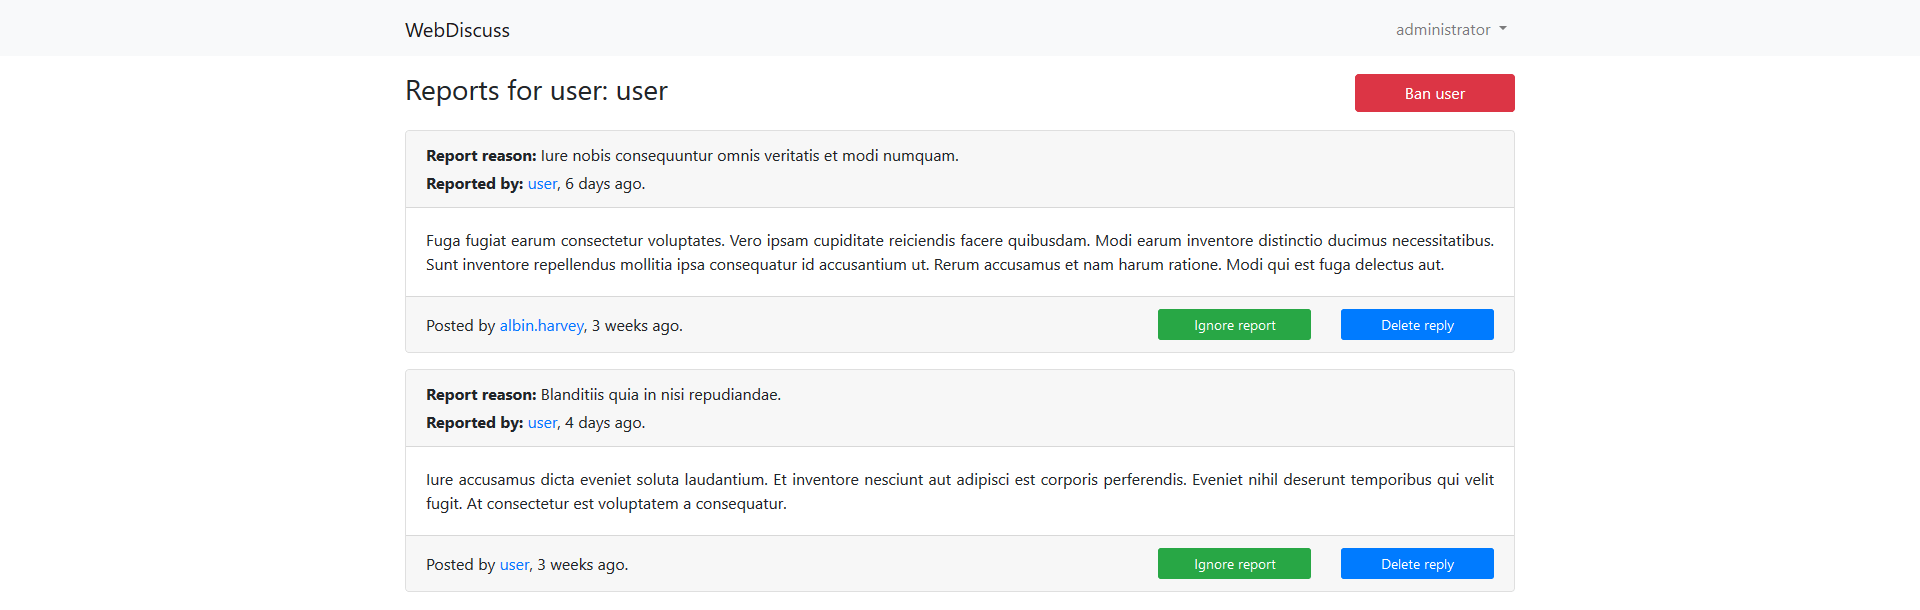 WebDiscuss
administrator
Reports for user: user
Ban user
Report reason: Iure nobis consequuntur omnis veritatis et modi numquam.
Reported by: user, 6 days ago.
Fuga fugiat earum consectetur voluptates. Vero ipsam cupiditate reiciendis facere quibusdam. Modi earum inventore distinctio ducimus necessitatibus.
Sunt inventore repellendus mollitia ipsa consequatur id accusantium ut. Rerum accusamus et nam harum ratione. Modi qui est fuga delectus aut.
Posted by albin.harvey, 3 weeks ago.
Ignore report
Delete reply
Report reason: Blanditiis quia in nisi repudiandae.
Reported by: user, 4 days ago.
Iure accusamus dicta eveniet soluta laudantium. Et inventore nesciunt aut adipisci est corporis perferendis. Eveniet nihil deserunt temporibus qui velit
fugit. At consectetur est voluptatem a consequatur.
Posted by user, 3 weeks ago.
Ignore report
Delete reply